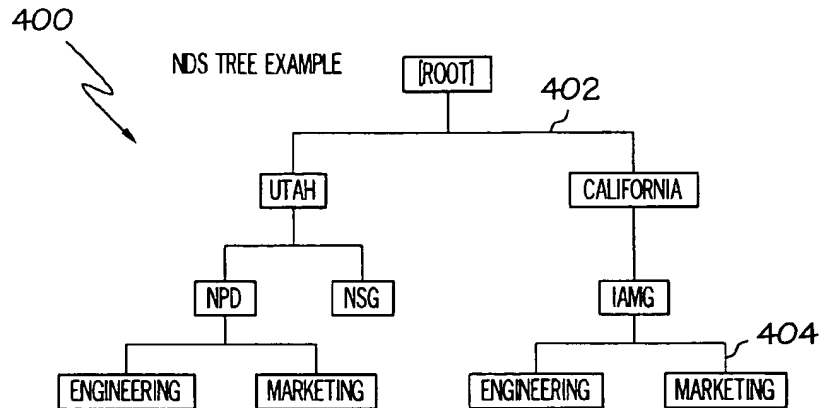 400
NDS TREE EXAMPLE
[ROOT]
402
UTAH
CALIFORNIA
NPD
NSG
IAMG
404
ENGINEERING
MARKETING
ENGINEERING
MARKETING